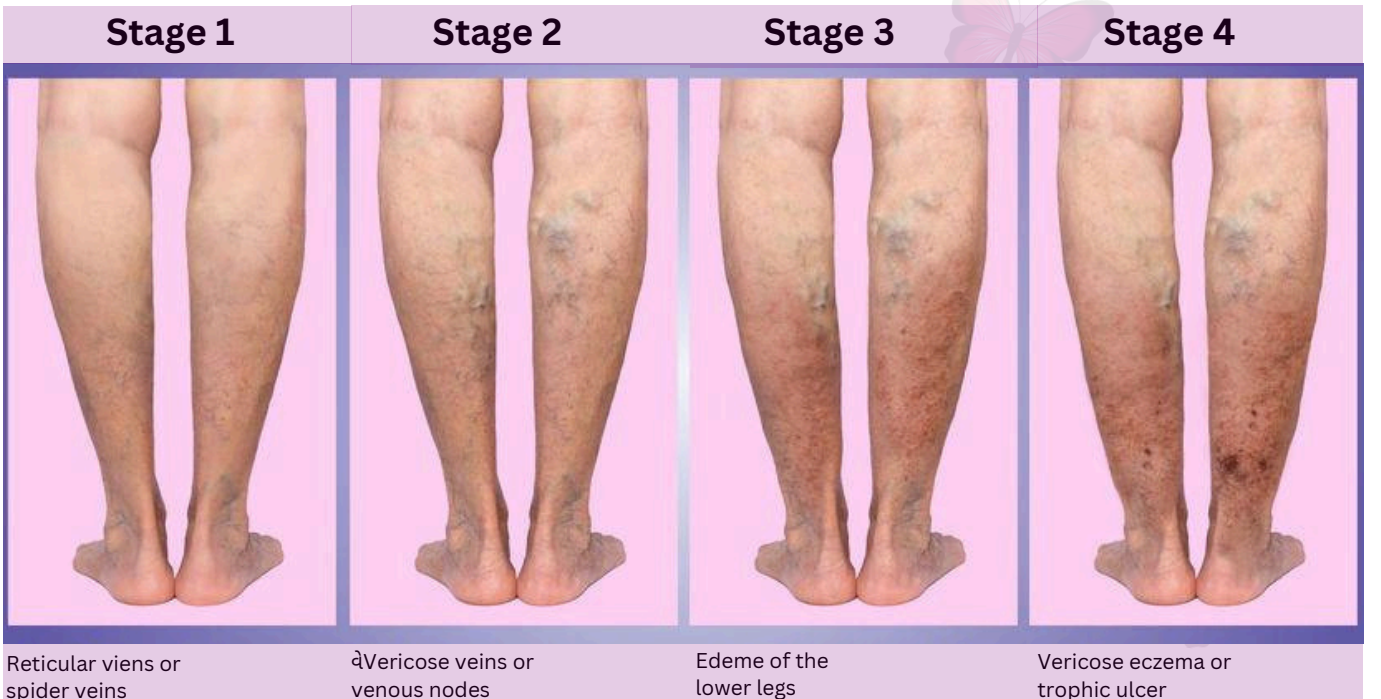 Stage 1
Stage 2
Stage 3
Stage 4
Reticular viens or
spider veins
ὰVericose veins or
venous nodes
Edeme of the
lower legs
Vericose eczema or
trophic ulcer